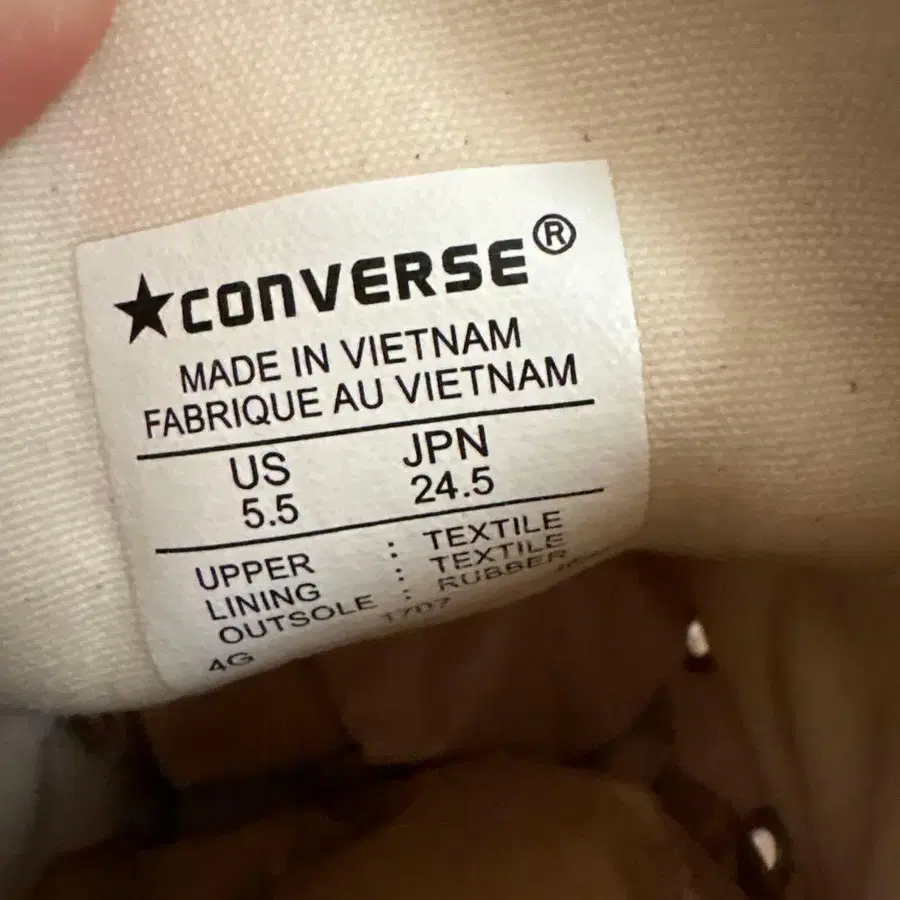 ★CONVERSE®
MADE IN VIETNAM
FABRIQUE AU VIETNAM
US JPN
5.5 24.5
UPPER : TEXTILE
LINING : TEXTILE
OUTSOLE : RUBBER
4G 1707